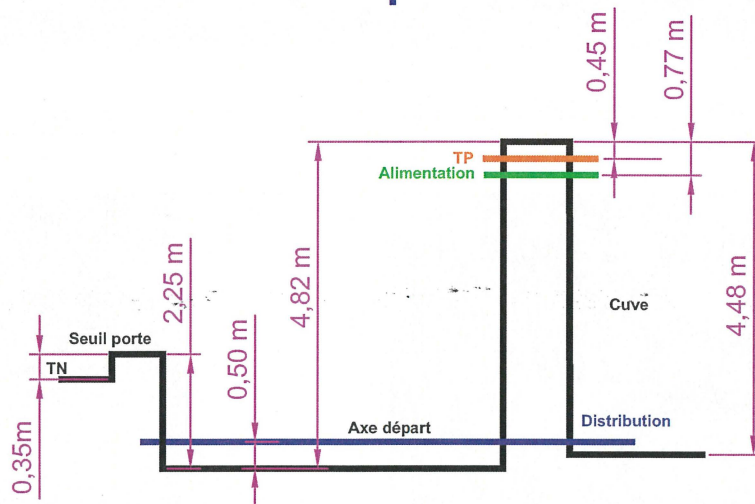 0,45 m
0,77 m
TP
Alimentation
4,82 m
2,25 m
4,48 m
Cuve
Seuil porte
TN
0,50 m
0,35m
Axe départ
Distribution